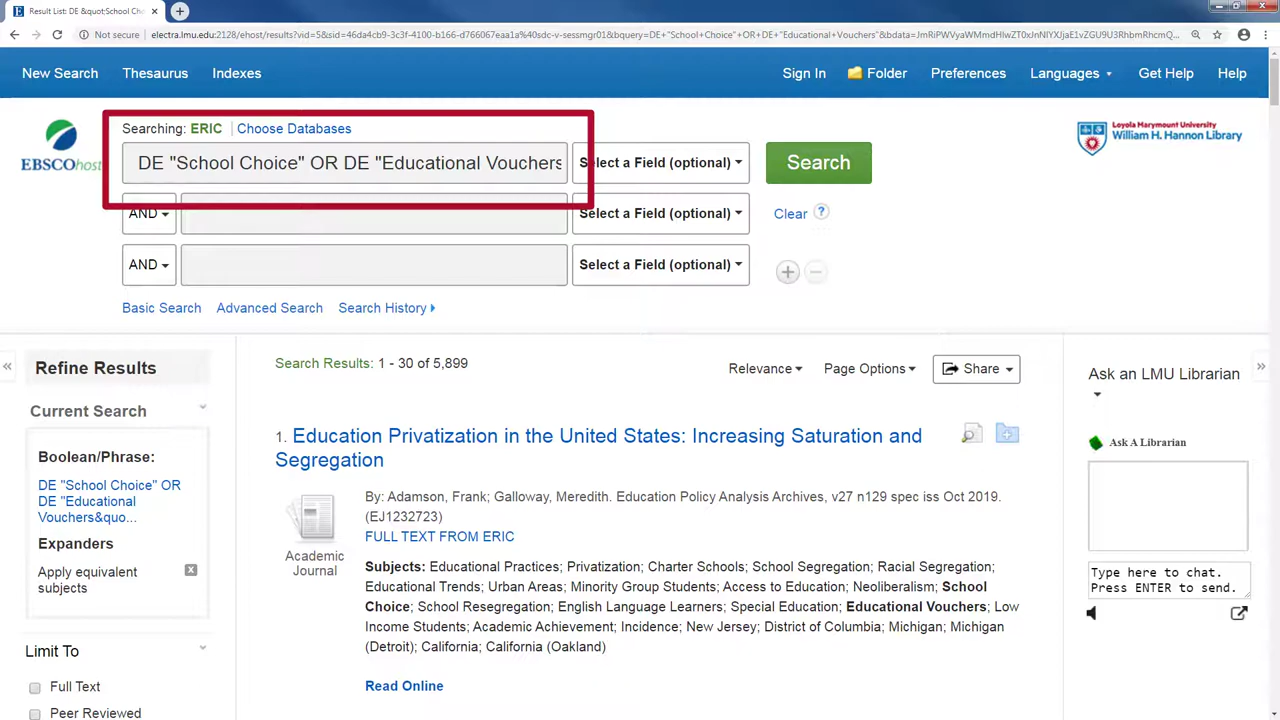 Result List: DE &quot;School Cho
Not secure | electra.lmu.edu:2128/ehost/results?vid=5&sid=46da4cb9-3c3f-4100-b166-d766067eaa1a%40sdc-v-sessmgr01&bquery=DE+"School+Choice"+OR+DE+"Educational+Vouchers"&bdata=
New Search Thesaurus Indexes Sign In Folder Preferences Languages Get Help Help
Searching: ERIC | Choose Databases
EBSCOhost
DE "School Choice" OR DE "Educational Vouchers Select a Field (optional) Search
Loyola Marymount University
William H. Hannon Library
AND Select a Field (optional) Clear ?
AND Select a Field (optional)
Basic Search Advanced Search Search History
Refine Results
Search Results: 1 - 30 of 5,899
Relevance Page Options Share
Ask an LMU Librarian
Current Search
Boolean/Phrase:
DE "School Choice" OR
DE "Educational
Vouchers&quo...
Expanders
Apply equivalent
subjects
Limit To
Full Text
Peer Reviewed
1. Education Privatization in the United States: Increasing Saturation and
Segregation
Academic
Journal
By: Adamson, Frank; Galloway, Meredith. Education Policy Analysis Archives, v27 n129 spec iss Oct 2019.
(EJ1232723)
FULL TEXT FROM ERIC
Subjects: Educational Practices; Privatization; Charter Schools; School Segregation; Racial Segregation;
Educational Trends; Urban Areas; Minority Group Students; Access to Education; Neoliberalism; School
Choice; School Resegregation; English Language Learners; Special Education; Educational Vouchers; Low
Income Students; Academic Achievement; Incidence; New Jersey; District of Columbia; Michigan; Michigan
(Detroit); California; California (Oakland)
Read Online
Ask A Librarian
Type here to chat.
Press ENTER to send.